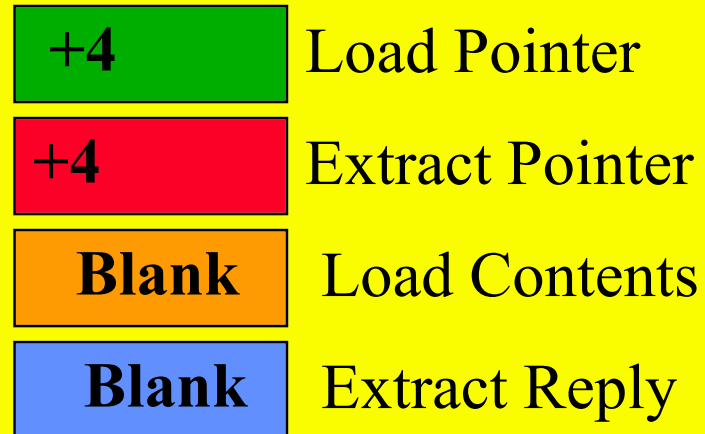 +4 Load Pointer
+4 Extract Pointer
Blank Load Contents
Blank Extract Reply